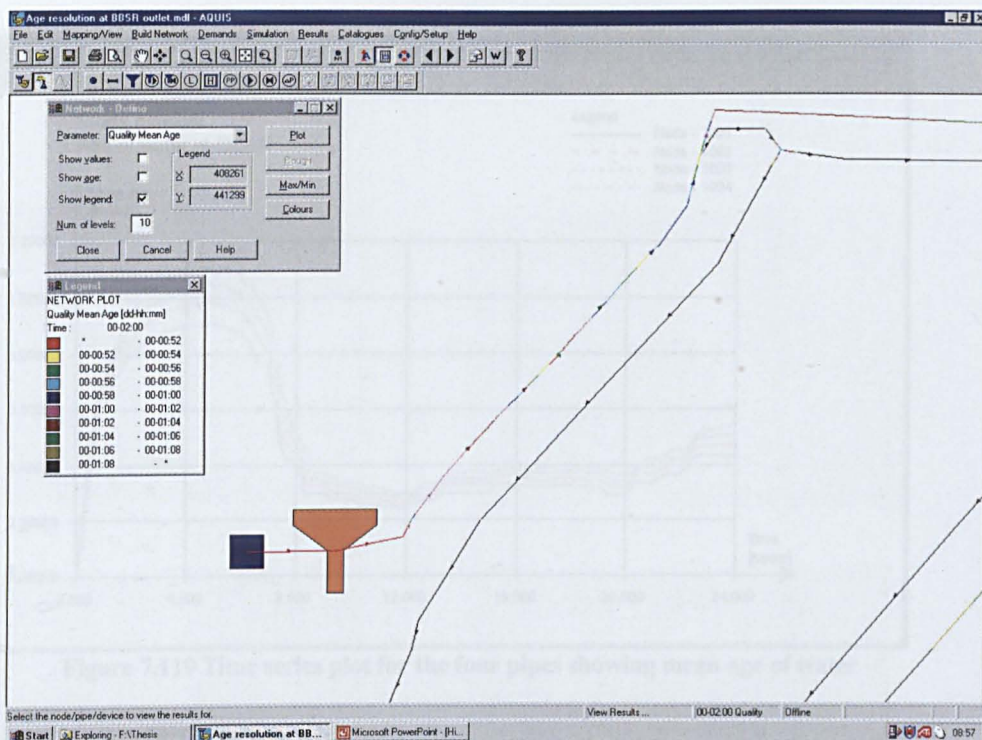 Age resolution at BBSR outlet.mdl - AQUIS
File Edit Mapping/View Build Network Demands Simulation Results Catalogues Config/Setup Help
Network - Define
Parameter: Quality Mean Age
Plot
Show values:
Legend
Rough
X: 408261
Show age:
Max/Min
Show legend:
Y: 441299
Colours
Num. of levels: 10
Close Cancel Help
Legend
NETWORK PLOT
Quality Mean Age [dd-hh:mm]
Time : 00-02:00
* - 00-00:52
00-00:52 - 00-00:54
00-00:54 - 00-00:56
00-00:56 - 00-00:58
00-00:58 - 00-01:00
00-01:00 - 00-01:02
00-01:02 - 00-01:04
00-01:04 - 00-01:06
00-01:06 - 00-01:08
00-01:08 - *
Figure 7.119 Time series plot for the four pipes showing mean age of water
Select the node/pipe/device to view the results for.
View Results ... 00-02:00 Quality Offline
Start Exploring - F:\Thesis Age resolution at BB... Microsoft PowerPoint - [Hi... 08:57